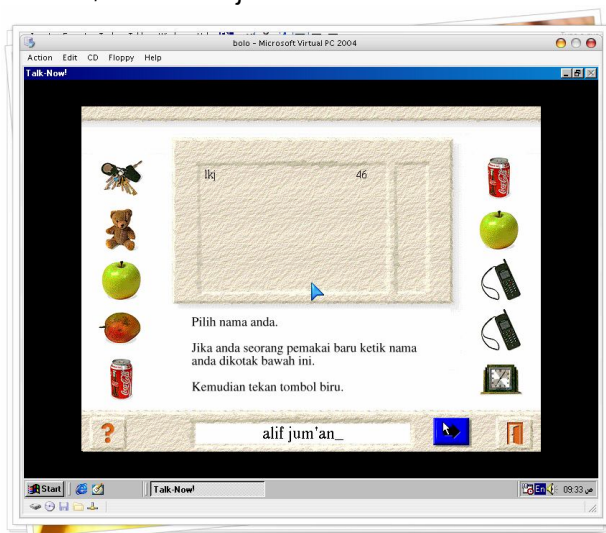 bolo - Microsoft Virtual PC 2004
Action Edit CD Floppy Help
Talk-Now!
lkj 46
Pilih nama anda.
Jika anda seorang pemakai baru ketik nama
anda dikotak bawah ini.
Kemudian tekan tombol biru.
? alif jum'an_
Start Talk-Now! En 09:33 ص